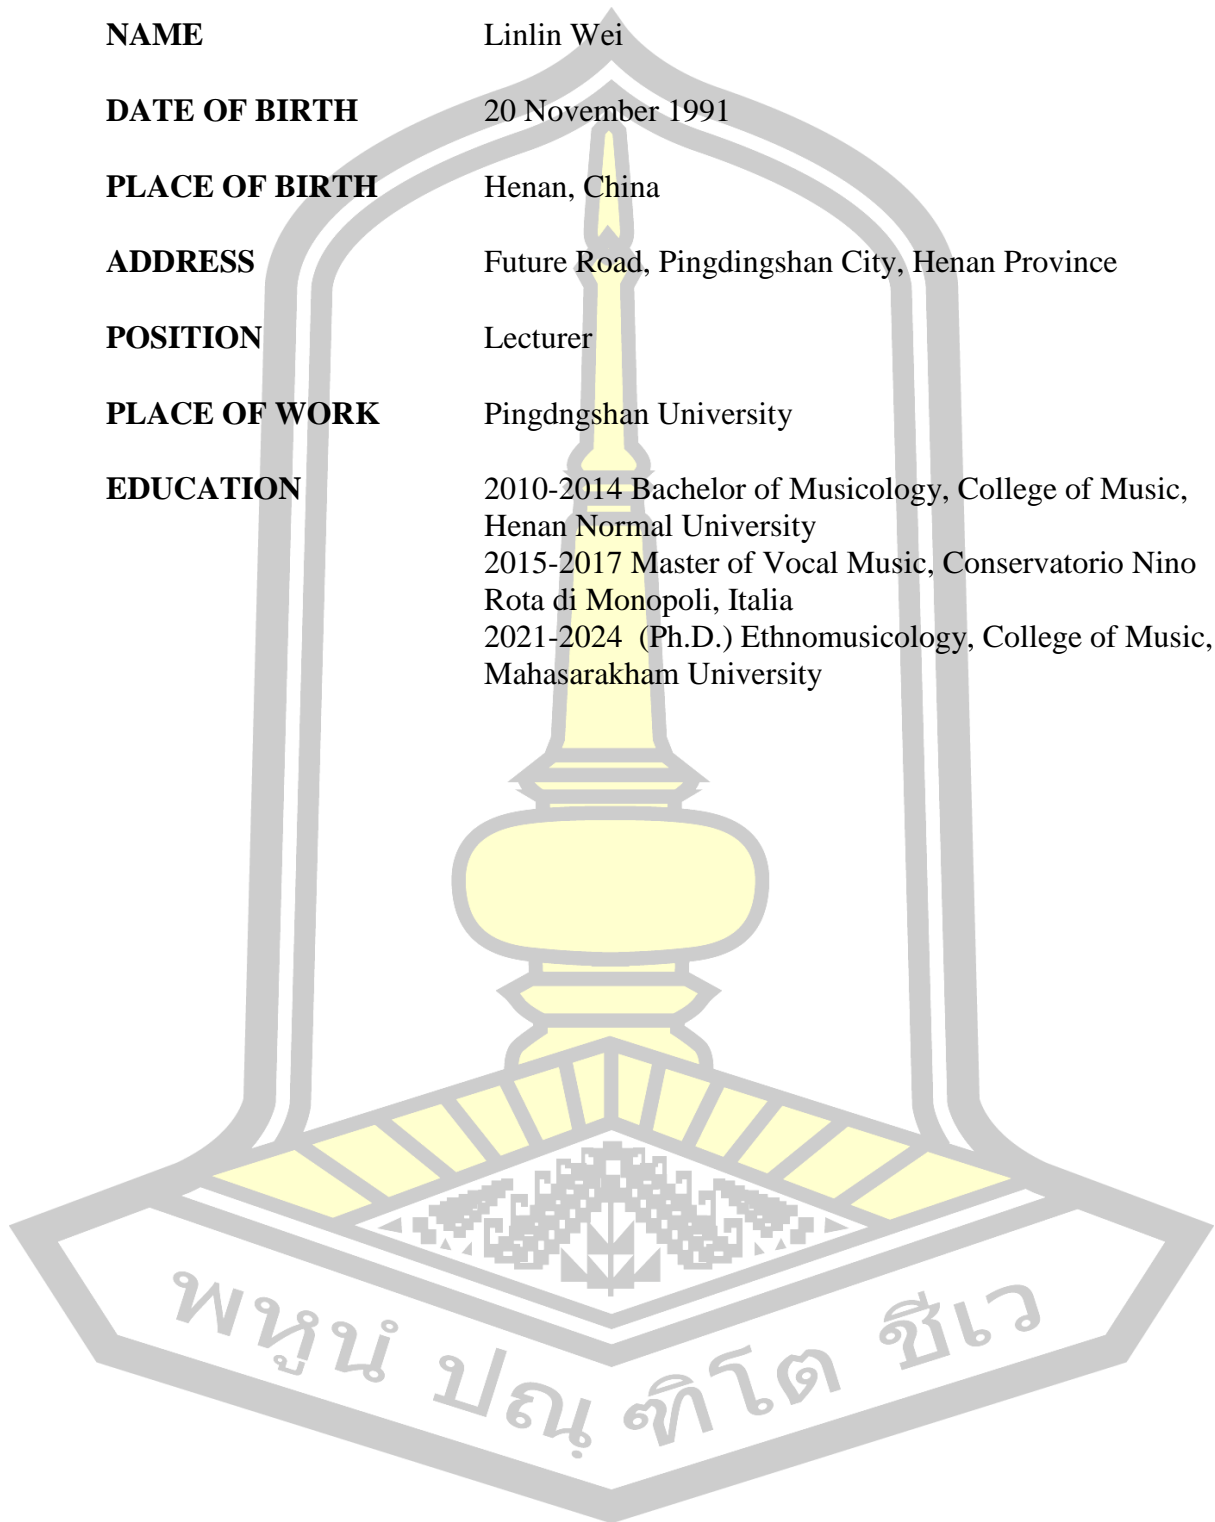 NAME Linlin Wei
DATE OF BIRTH 20 November 1991
PLACE OF BIRTH Henan, China
ADDRESS Future Road, Pingdingshan City, Henan Province
POSITION Lecturer
PLACE OF WORK Pingdngshan University
EDUCATION 2010-2014 Bachelor of Musicology, College of Music,
Henan Normal University
2015-2017 Master of Vocal Music, Conservatorio Nino
Rota di Monopoli, Italia
2021-2024 (Ph.D.) Ethnomusicology, College of Music,
Mahasarakham University
พหูนํ ปณฺ ฑิโต ชีเว